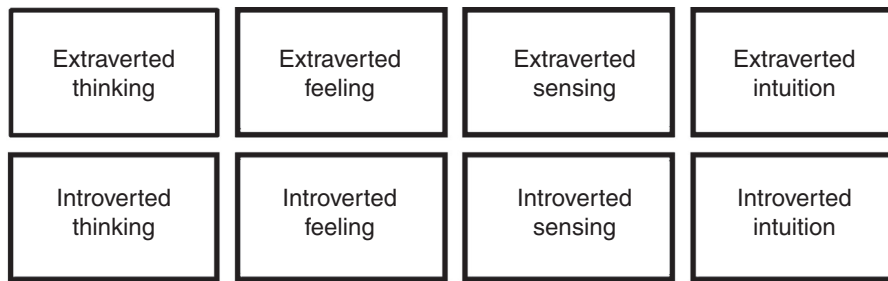 Extraverted
thinking
Extraverted
feeling
Extraverted
sensing
Extraverted
intuition
Introverted
thinking
Introverted
feeling
Introverted
sensing
Introverted
intuition